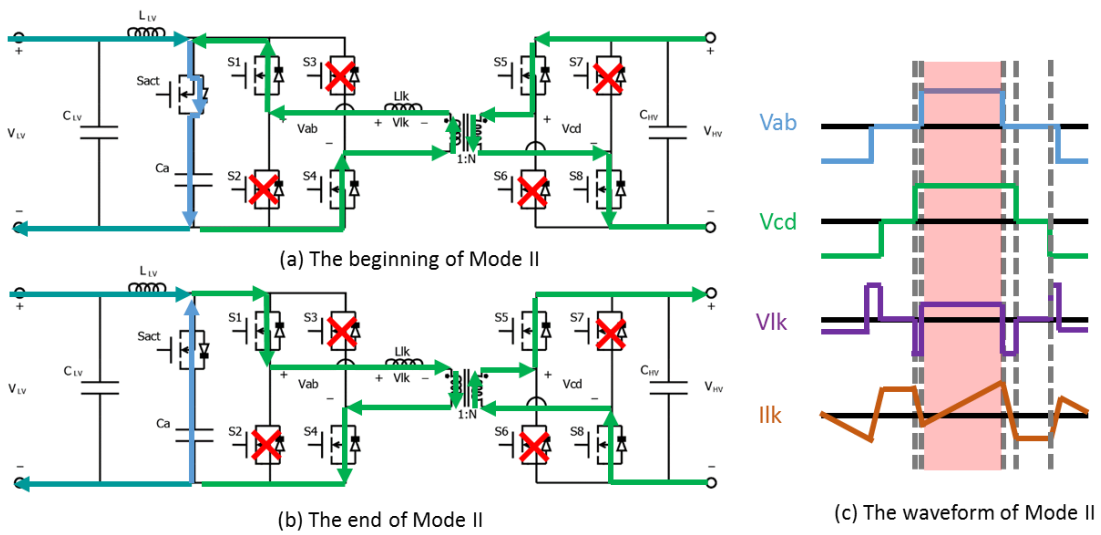 L LV
+
Sact
C LV
V LV
Ca
−
S1
S3
Llk
+ Vlk −
+
Vab
−
1:N
S2
S4
S5
S7
+
Vcd
−
S6
S8
C HV
+
V HV
−
(a) The beginning of Mode II
L LV
+
Sact
C LV
V LV
Ca
−
S1
S3
Llk
+ Vlk −
+
Vab
−
1:N
S2
S4
S5
S7
+
Vcd
−
S6
S8
C HV
+
V HV
−
(b) The end of Mode II
Vab
Vcd
Vlk
Ilk
(c) The waveform of Mode II